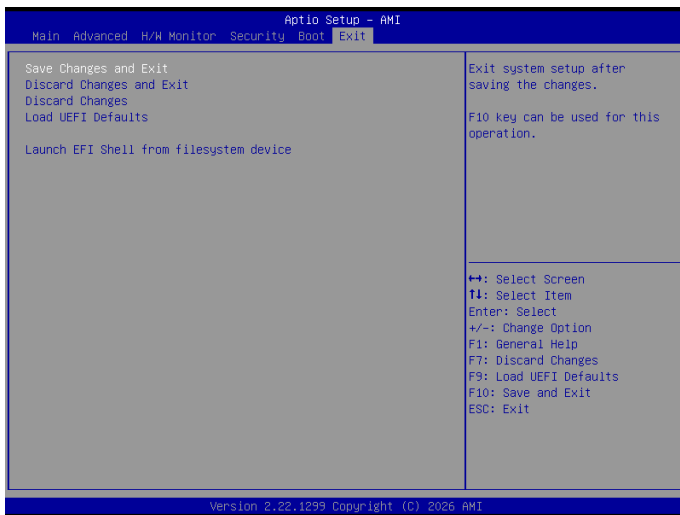 Aptio Setup – AMI
Main Advanced H/W Monitor Security Boot Exit
Save Changes and Exit
Discard Changes and Exit
Discard Changes
Load UEFI Defaults
Launch EFI Shell from filesystem device
Exit system setup after
saving the changes.
F10 key can be used for this
operation.
↔: Select Screen
↑↓: Select Item
Enter: Select
+/-: Change Option
F1: General Help
F7: Discard Changes
F9: Load UEFI Defaults
F10: Save and Exit
ESC: Exit
Version 2.22.1299 Copyright (C) 2026 AMI